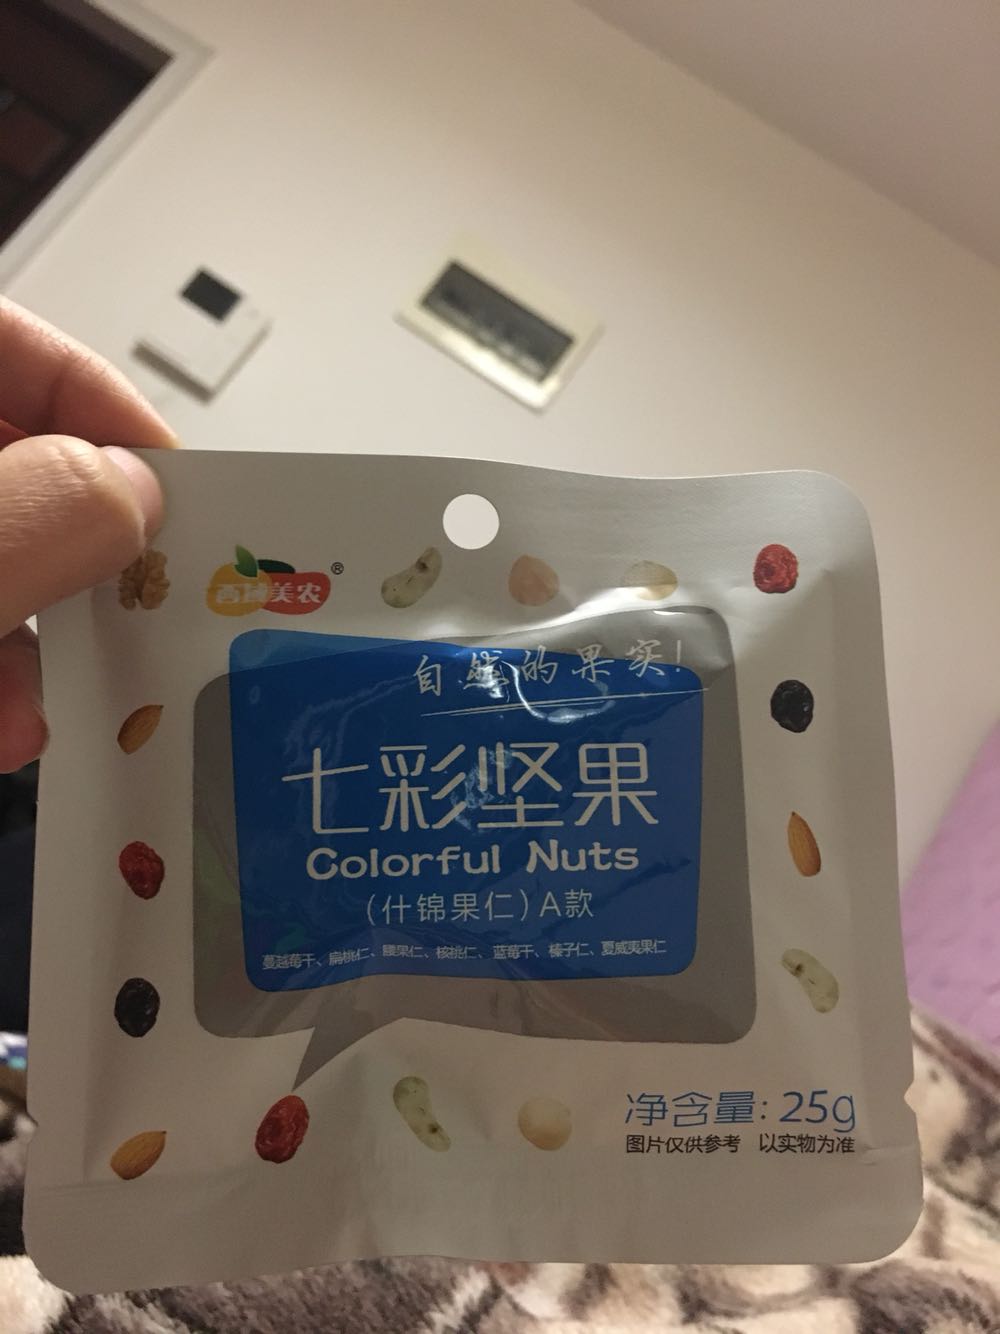 西域美农®
自然的果实!
七彩坚果
Colorful Nuts
(什锦果仁)A款
蔓越莓干、扁桃仁、腰果仁、核桃仁、蓝莓干、榛子仁、夏威夷果仁
净含量: 25g
图片仅供参考 以实物为准